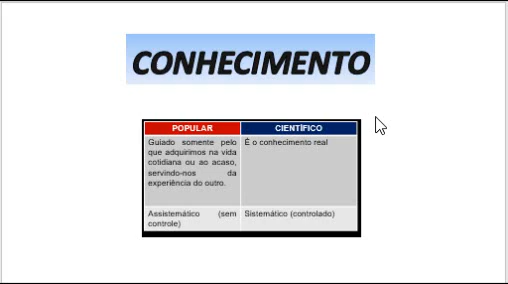 CONHECIMENTO
POPULAR
CIENTÍFICO
Guiado somente pelo
que adquirimos na vida
cotidiana ou ao acaso,
servindo-nos da
experiência do outro.
É o conhecimento real
Assistemático (sem
controle)
Sistemático (controlado)